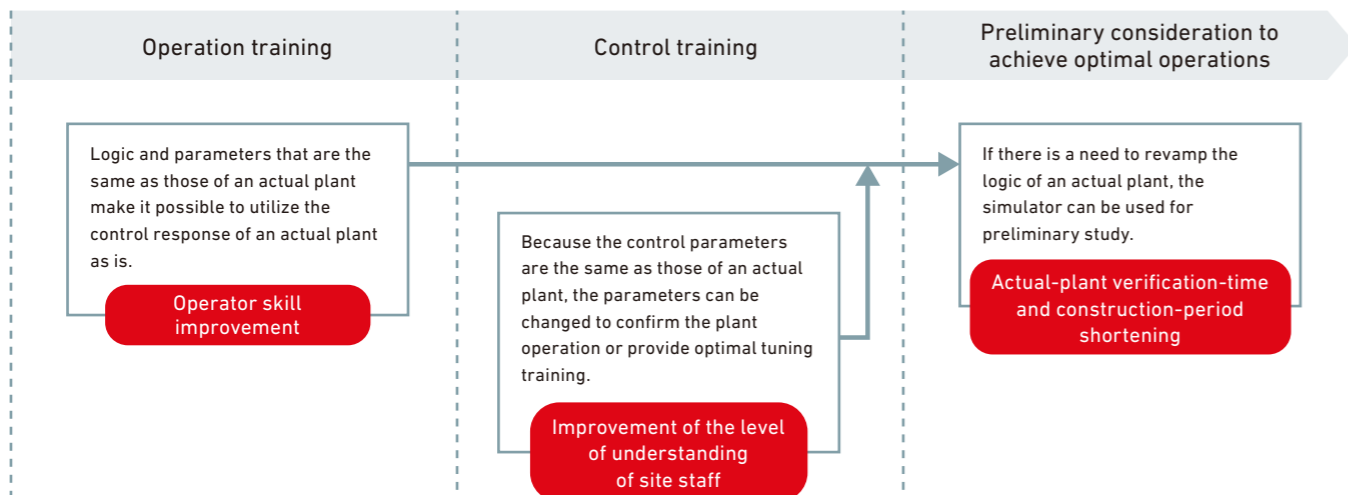 Operation training
Control training
Preliminary consideration to
achieve optimal operations
Logic and parameters that are the
same as those of an actual plant
make it possible to utilize the
control response of an actual plant
as is.
Operator skill
improvement
Because the control parameters
are the same as those of an actual
plant, the parameters can be
changed to confirm the plant
operation or provide optimal tuning
training.
Improvement of the level
of understanding
of site staff
If there is a need to revamp the
logic of an actual plant, the
simulator can be used for
preliminary study.
Actual-plant verification-time
and construction-period
shortening